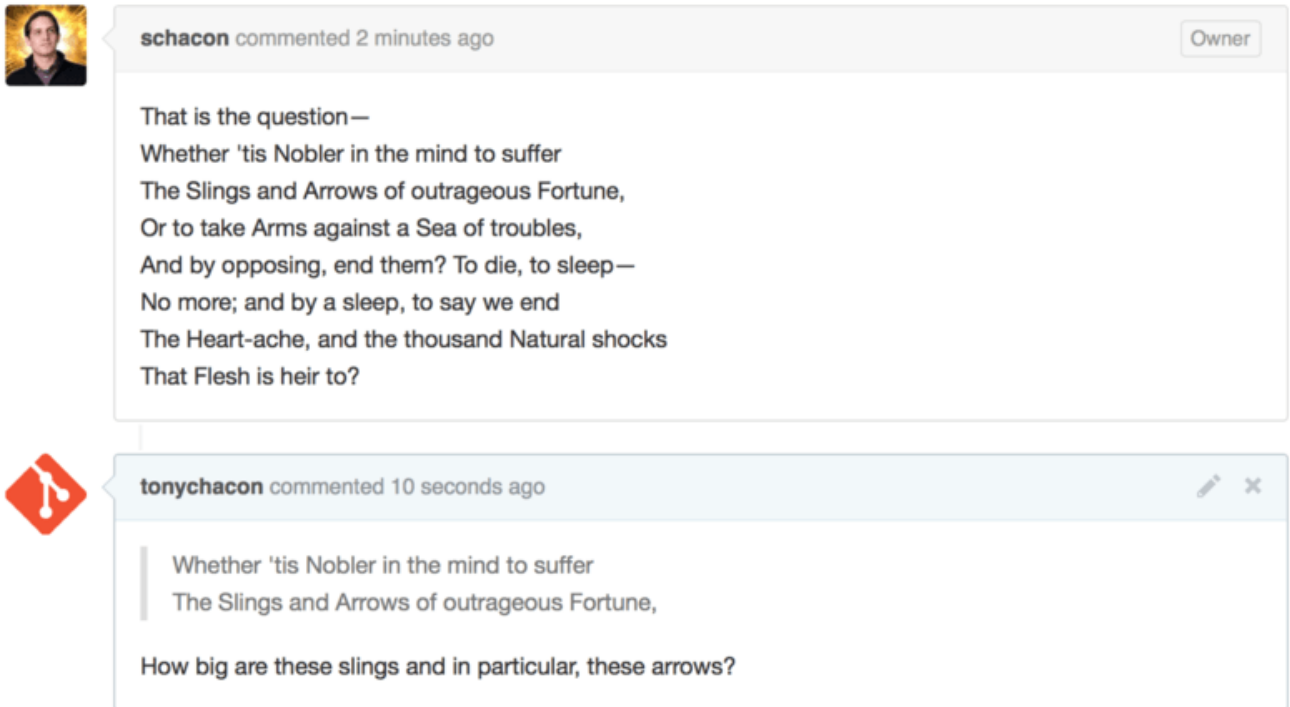 schacon commented 2 minutes ago Owner
That is the question—
Whether 'tis Nobler in the mind to suffer
The Slings and Arrows of outrageous Fortune,
Or to take Arms against a Sea of troubles,
And by opposing, end them? To die, to sleep—
No more; and by a sleep, to say we end
The Heart-ache, and the thousand Natural shocks
That Flesh is heir to?
tonychacon commented 10 seconds ago
Whether 'tis Nobler in the mind to suffer
The Slings and Arrows of outrageous Fortune,
How big are these slings and in particular, these arrows?